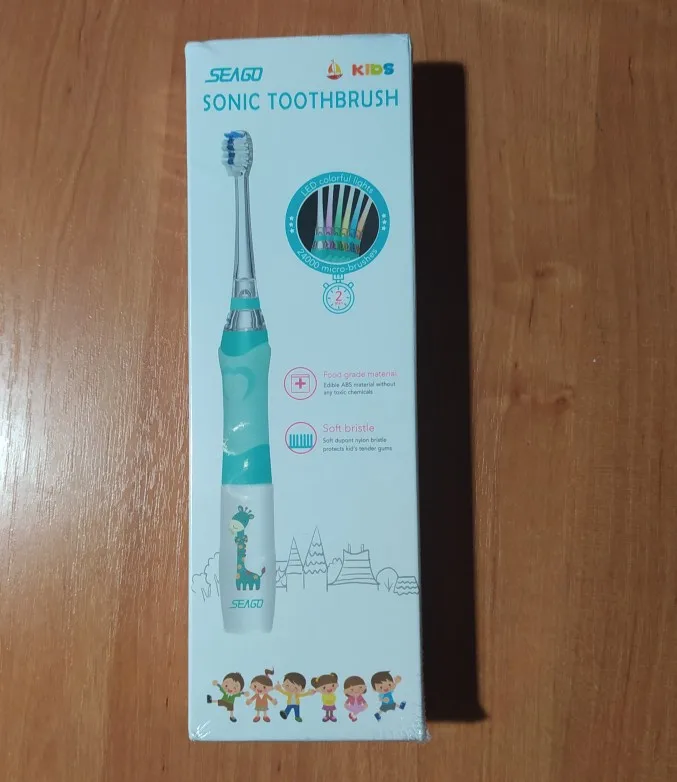 SEAGO
KiDS
SONIC TOOTHBRUSH
LED colorful lights
24000 micro-brushes
2
Food grade material
Edible ABS material without
any toxic chemicals
Soft bristle
Soft dupont nylon bristle
protects kid's tender gums
SEAGO